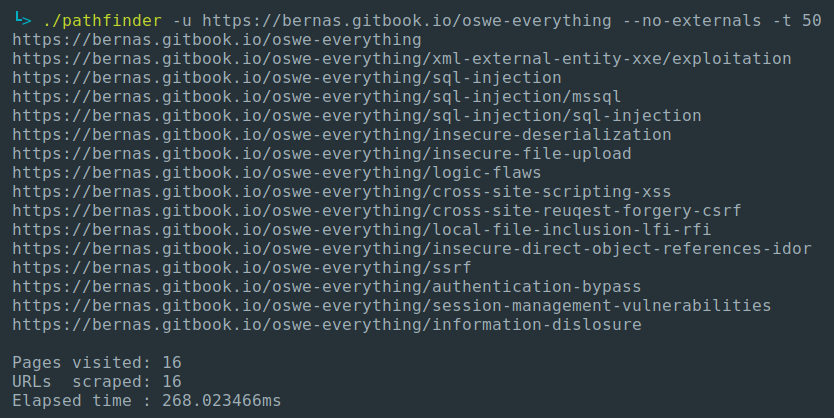 └> ./pathfinder -u https://bernas.gitbook.io/oswe-everything --no-externals -t 50
https://bernas.gitbook.io/oswe-everything
https://bernas.gitbook.io/oswe-everything/xml-external-entity-xxe/exploitation
https://bernas.gitbook.io/oswe-everything/sql-injection
https://bernas.gitbook.io/oswe-everything/sql-injection/mssql
https://bernas.gitbook.io/oswe-everything/sql-injection/sql-injection
https://bernas.gitbook.io/oswe-everything/insecure-deserialization
https://bernas.gitbook.io/oswe-everything/insecure-file-upload
https://bernas.gitbook.io/oswe-everything/logic-flaws
https://bernas.gitbook.io/oswe-everything/cross-site-scripting-xss
https://bernas.gitbook.io/oswe-everything/cross-site-reuqest-forgery-csrf
https://bernas.gitbook.io/oswe-everything/local-file-inclusion-lfi-rfi
https://bernas.gitbook.io/oswe-everything/insecure-direct-object-references-idor
https://bernas.gitbook.io/oswe-everything/ssrf
https://bernas.gitbook.io/oswe-everything/authentication-bypass
https://bernas.gitbook.io/oswe-everything/session-management-vulnerabilities
https://bernas.gitbook.io/oswe-everything/information-dislosure
Pages visited: 16
URLs  scraped: 16
Elapsed time : 268.023466ms